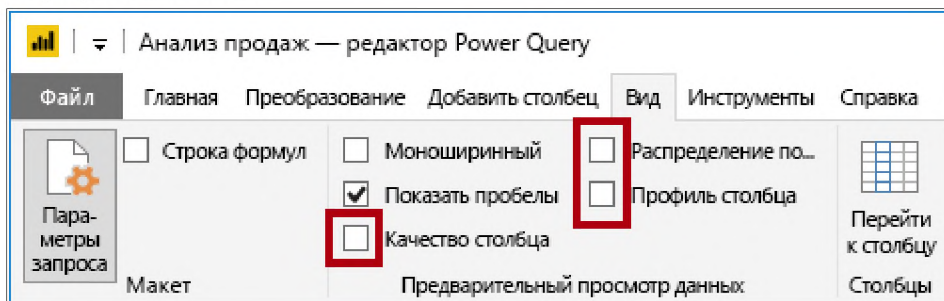 Анализ продаж — редактор Power Query
Файл Главная Преобразование Добавить столбец Вид Инструменты Справка
Пара-
метры
запроса
Строка формул
Макет
Моноширинный
Показать пробелы
Качество столбца
Распределение по...
Профиль столбца
Предварительный просмотр данных
Перейти
к столбцу
Столбцы